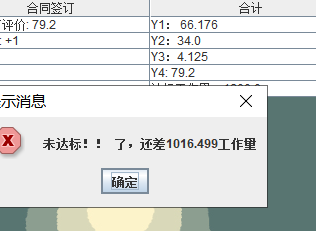 合同签订 合计
评价: 79.2 Y1： 66.176
: +1 Y2：34.0
Y3：4.125
Y4: 79.2
示消息
未达标！！ 了，还差1016.499工作量
确定